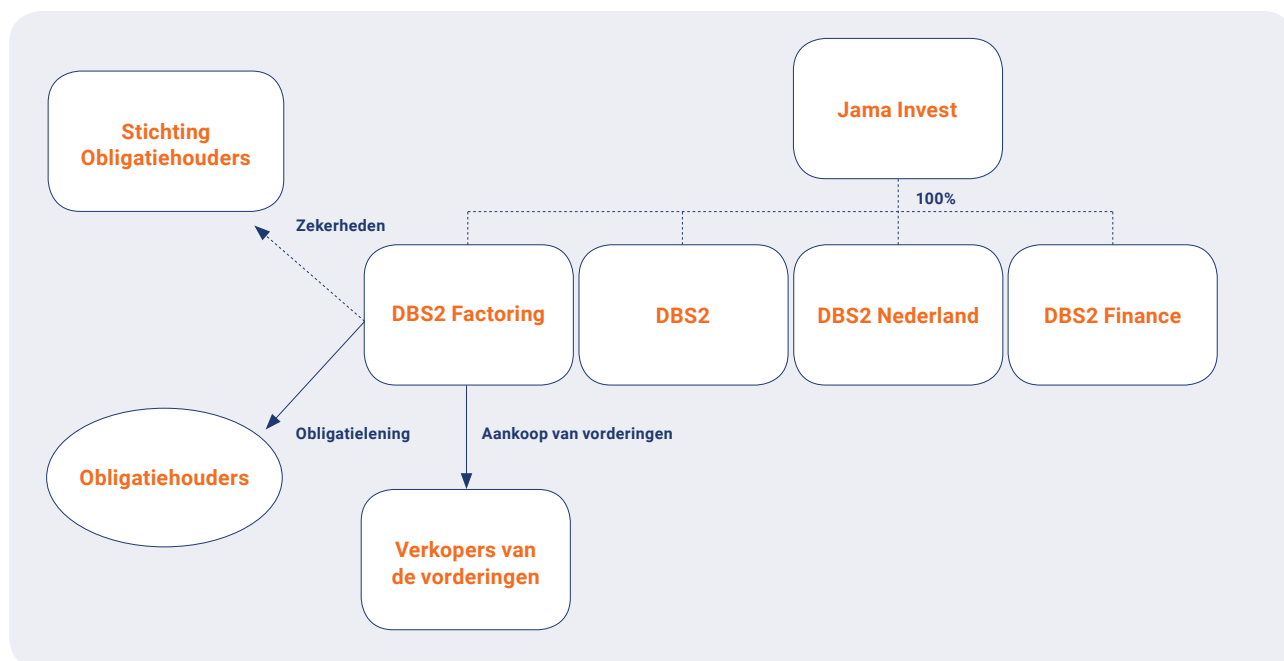 Jama Invest
Stichting
Obligatiehouders
100%
Zekerheden
DBS2 Factoring
DBS2
DBS2 Nederland
DBS2 Finance
Obligatielening
Aankoop van vorderingen
Obligatiehouders
Verkopers van
de vorderingen